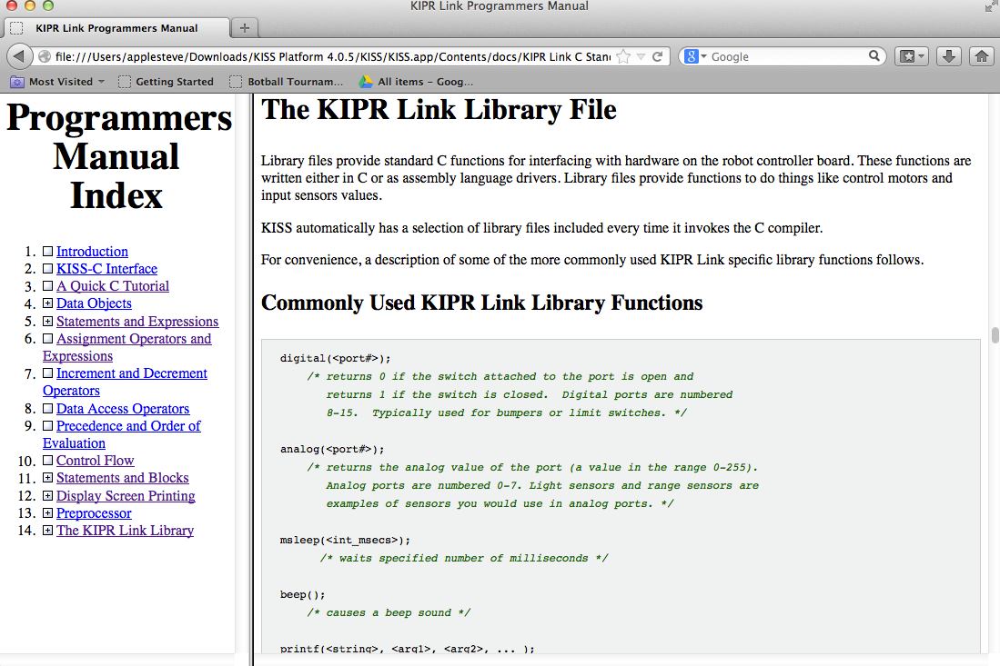 KIPR Link Programmers Manual
KIPR Link Programmers Manual
file:///Users/applesteve/Downloads/KISS Platform 4.0.5/KISS/KISS.app/Contents/docs/KIPR Link C Stan
Google
Most Visited
Getting Started
Botball Tournam...
All items – Goog...
Programmers
Manual
Index
1. Introduction
2. KISS-C Interface
3. A Quick C Tutorial
4. Data Objects
5. Statements and Expressions
6. Assignment Operators and
Expressions
7. Increment and Decrement
Operators
8. Data Access Operators
9. Precedence and Order of
Evaluation
10. Control Flow
11. Statements and Blocks
12. Display Screen Printing
13. Preprocessor
14. The KIPR Link Library
The KIPR Link Library File
Library files provide standard C functions for interfacing with hardware on the robot controller board. These functions are
written either in C or as assembly language drivers. Library files provide functions to do things like control motors and
input sensors values.
KISS automatically has a selection of library files included every time it invokes the C compiler.
For convenience, a description of some of the more commonly used KIPR Link specific library functions follows.
Commonly Used KIPR Link Library Functions
digital(<port#>);
/* returns 0 if the switch attached to the port is open and
returns 1 if the switch is closed.  Digital ports are numbered
8-15.  Typically used for bumpers or limit switches. */
analog(<port#>);
/* returns the analog value of the port (a value in the range 0-255).
Analog ports are numbered 0-7. Light sensors and range sensors are
examples of sensors you would use in analog ports. */
msleep(<int_msecs>);
/* waits specified number of milliseconds */
beep();
/* causes a beep sound */
printf(<string>, <arg1>, <arg2>, ... );